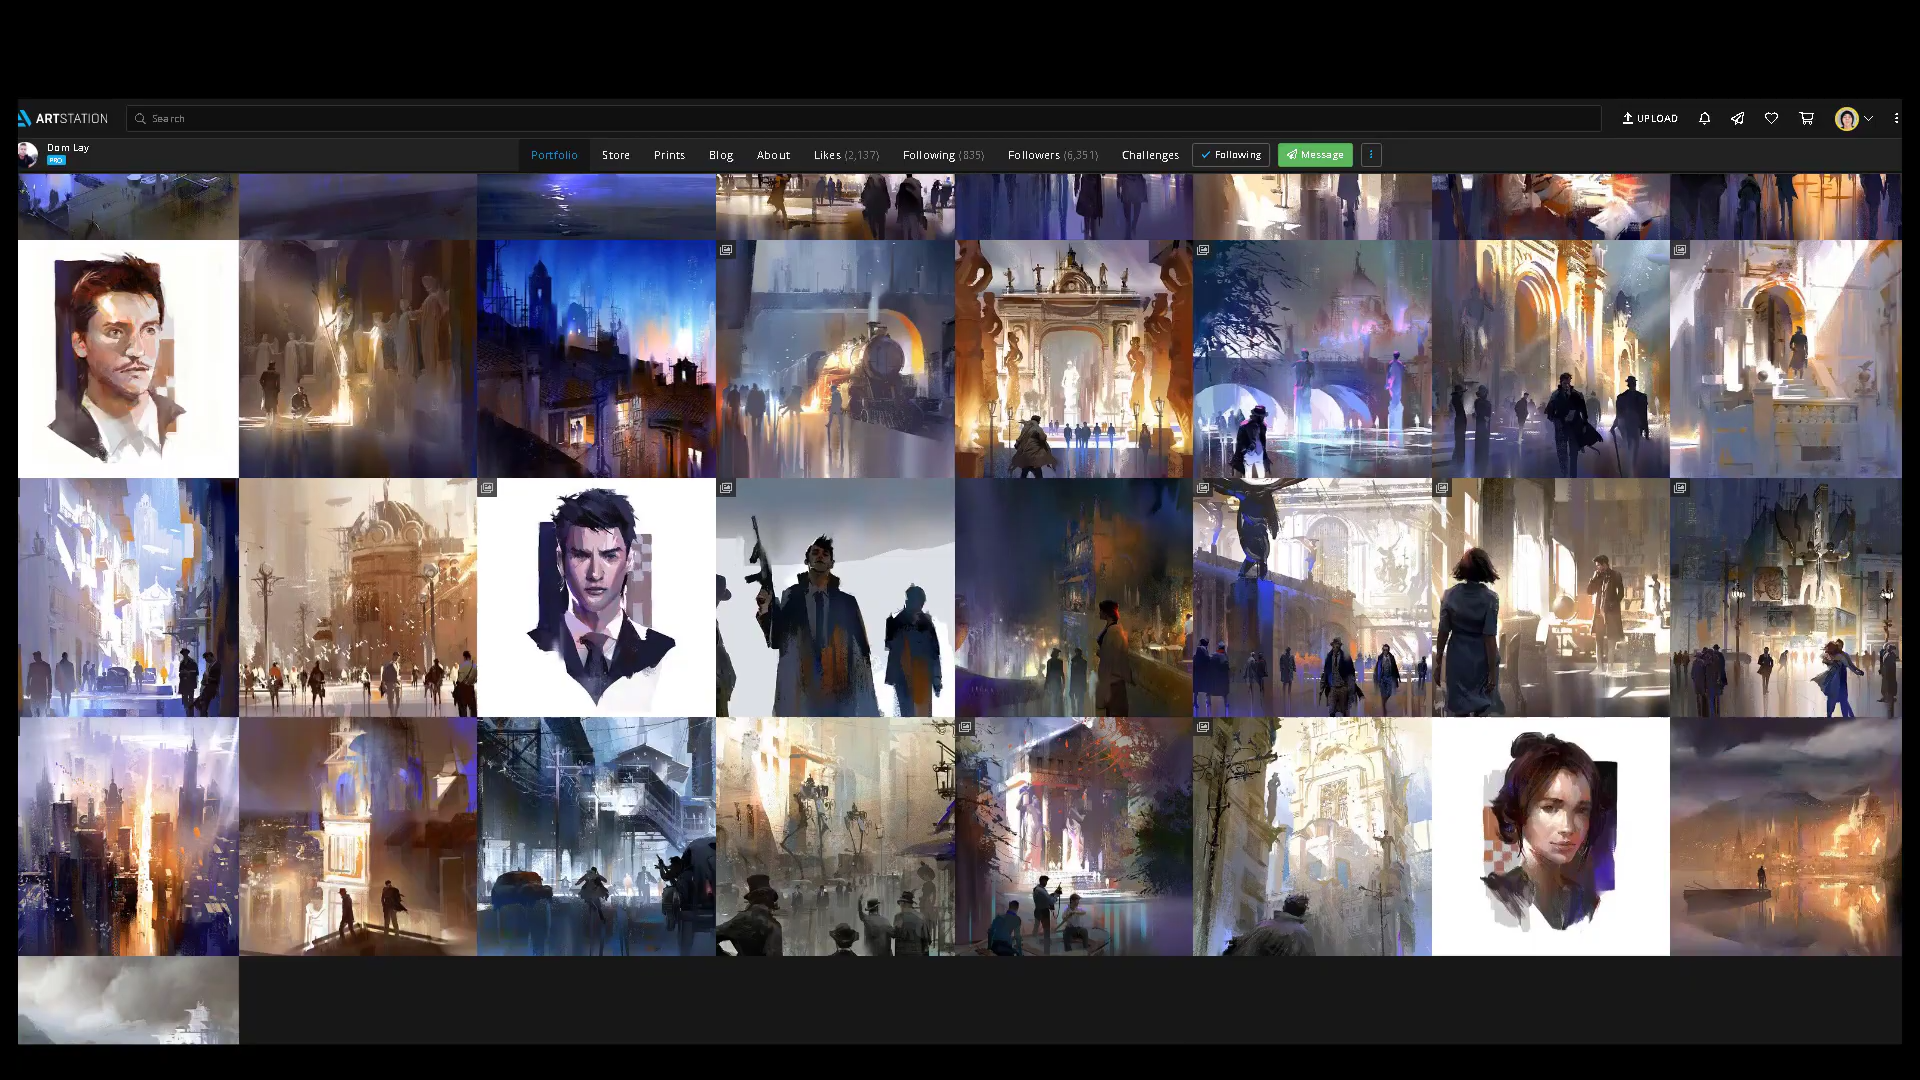 ARTSTATION
Search
UPLOAD
Dom Lay
PRO
Portfolio
Store
Prints
Blog
About
Likes (2,137)
Following (835)
Followers (6,351)
Challenges
Following
Message